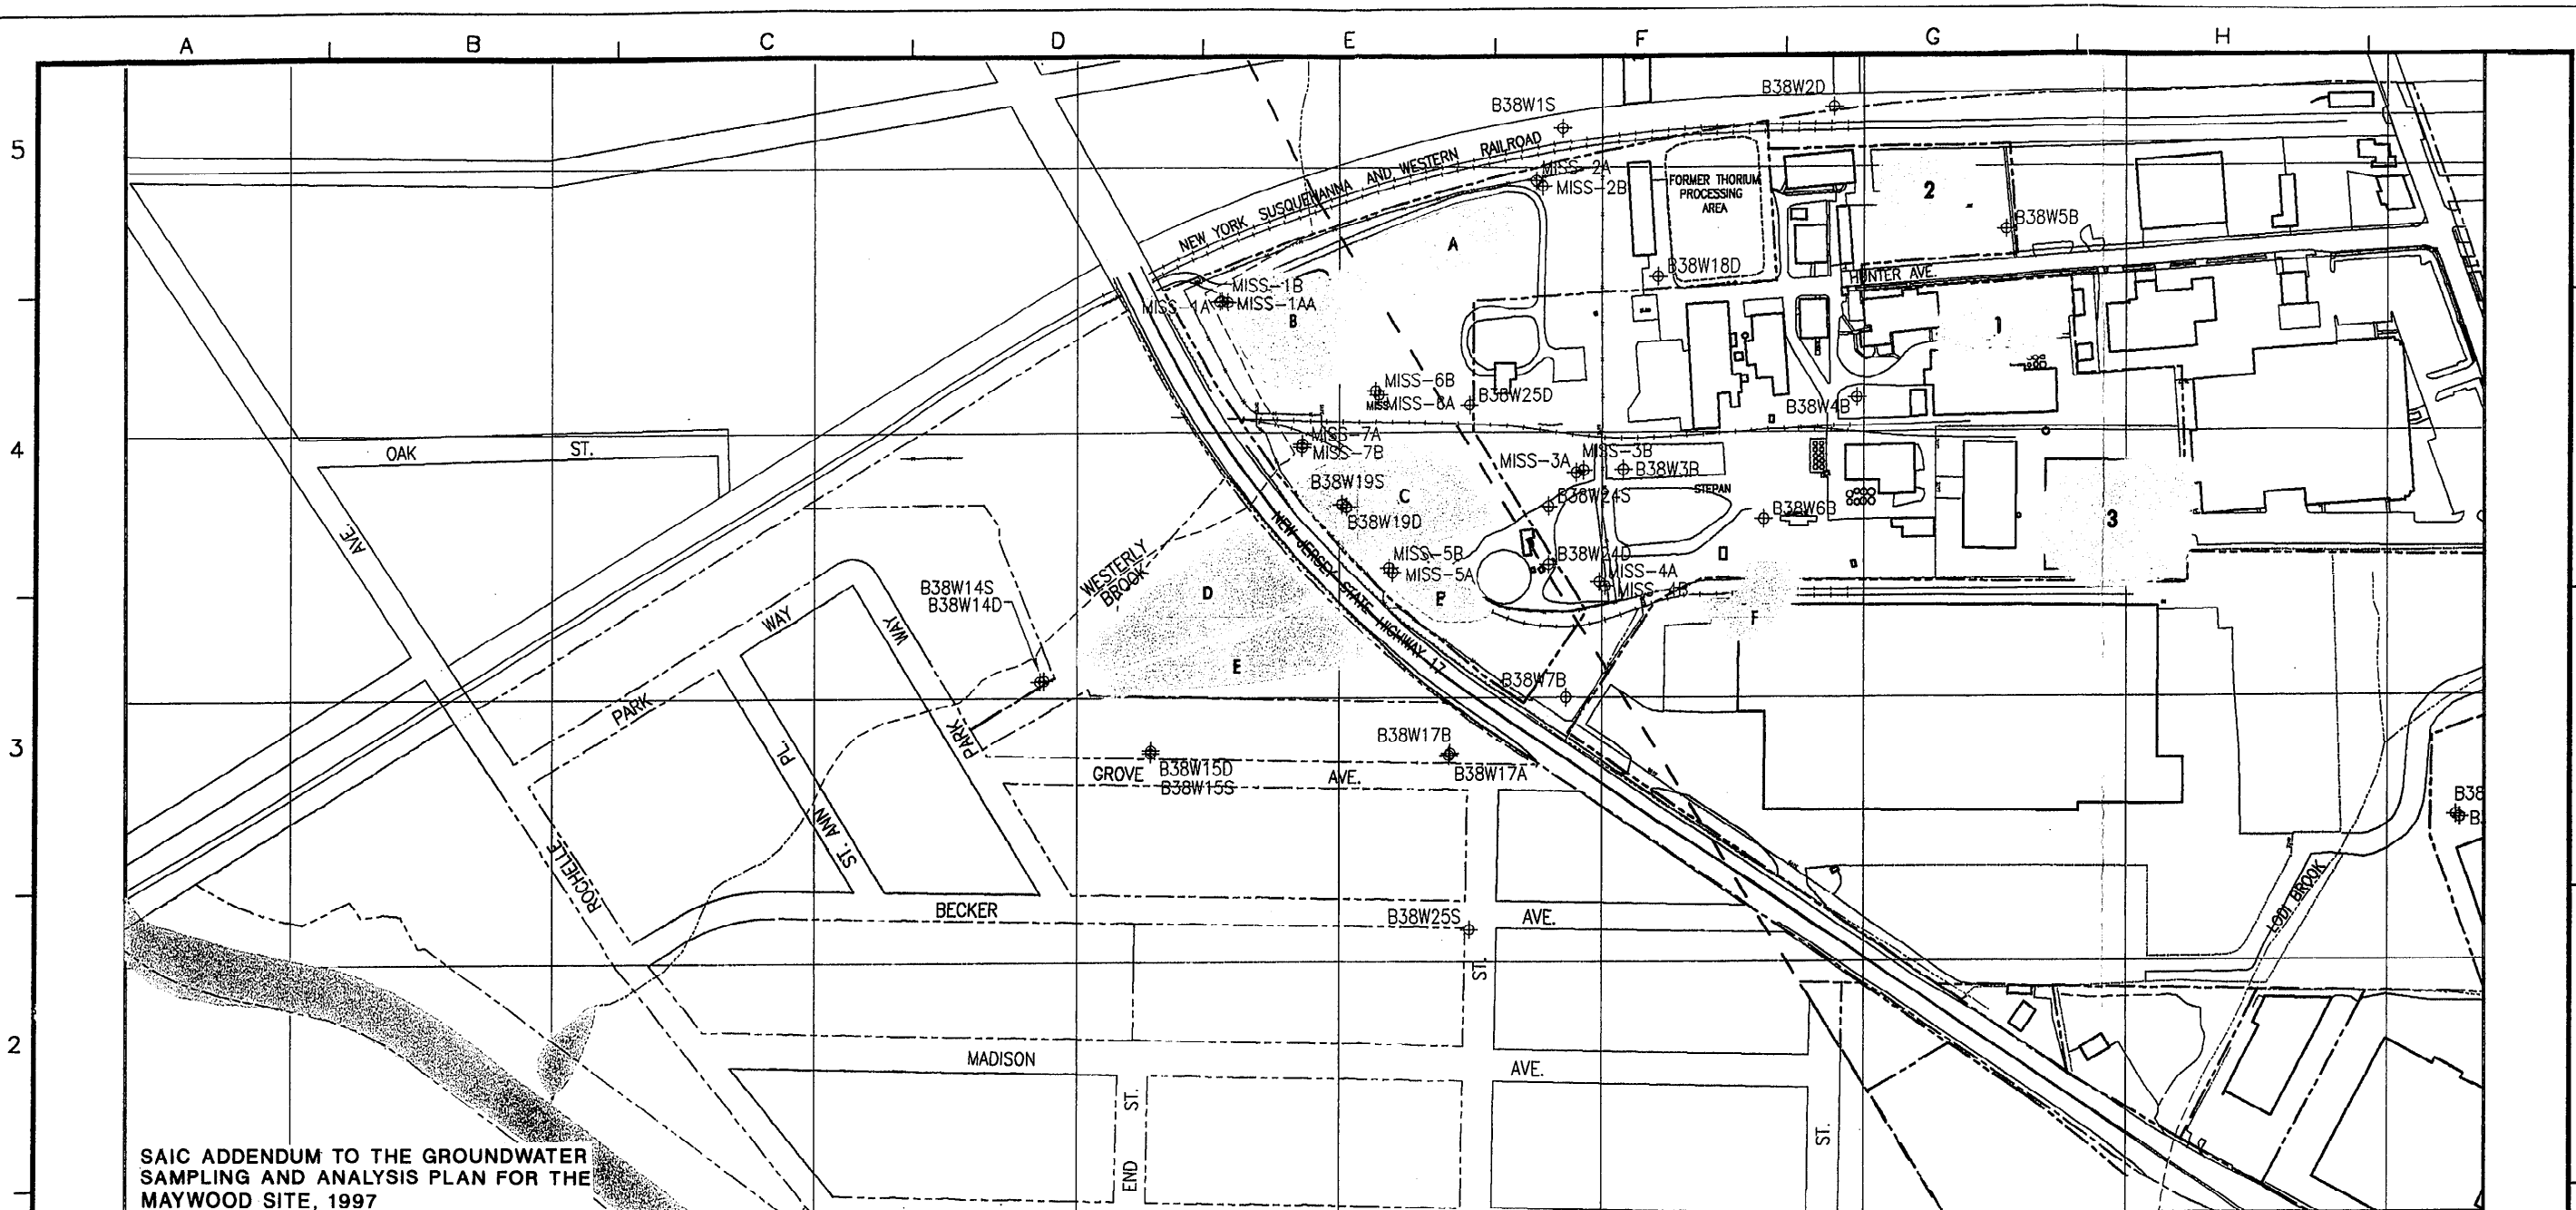 A B C D E F G H
5
4
3
2
B38W1S
B38W2D
NEW YORK SUSQUEHANNA AND WESTERN RAILROAD
MISS-2A
MISS-2B
FORMER THORIUM
PROCESSING
AREA
2
B38W5B
A
B38W18D
HUNTER AVE.
MISS-1B
MISS-1A
MISS-1AA
B
1
MISS-6B
MISS
MISS-6A
B38W25D
B38W4B
OAK ST.
MISS-7A
MISS-7B
MISS-3A
MISS-3B
B38W3B
B38W19S
C
B38W24S
STEPAN
B38W19D
B38W6B
3
AVE.
NEW JERSEY STATE HIGHWAY 17
WESTERLY
BROOK
MISS-5B
MISS-5A
B38W24D
MISS-4A
MISS-4B
B38W14S
B38W14D
D
E
F
WAY
WAY
E
B38W7B
PARK
PARK
PL.
B38W17B
B38W17A
GROVE AVE.
B38W15D
B38W15S
B38
B
ST. ANN
ROCHELLE
LODI BROOK
BECKER AVE.
B38W25S
ST.
MADISON AVE.
ST.
END
ST.
SAIC ADDENDUM TO THE GROUNDWATER
SAMPLING AND ANALYSIS PLAN FOR THE
MAYWOOD SITE, 1997